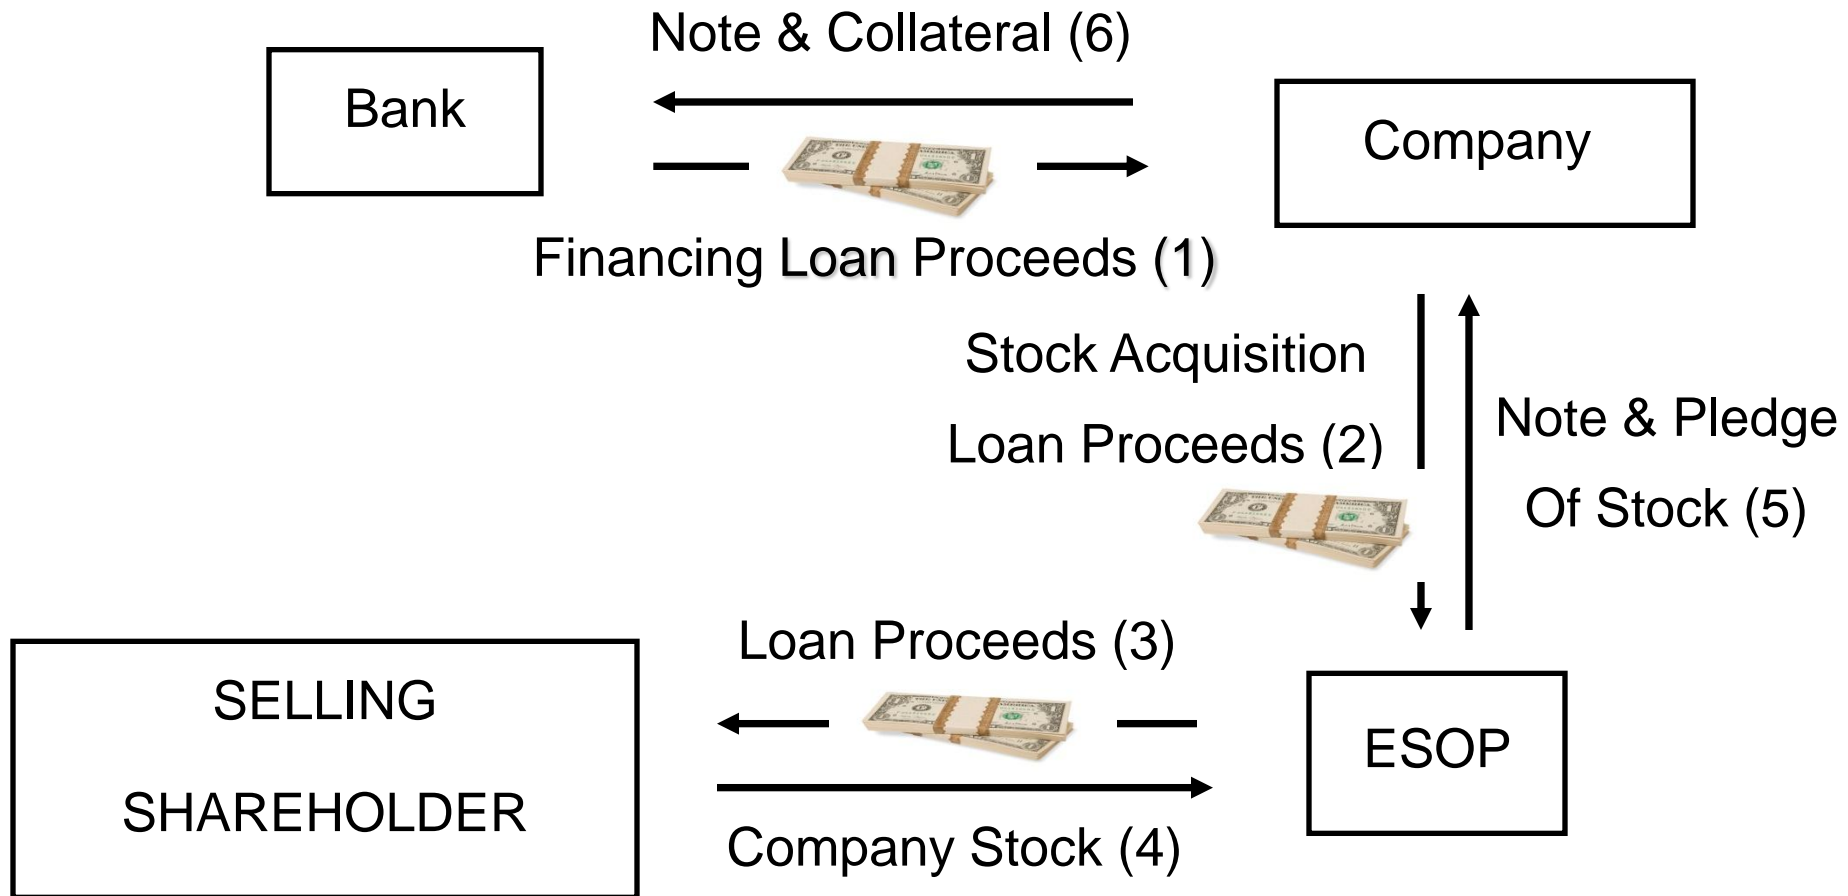 Note & Collateral (6)
Bank
Company
Financing Loan Proceeds (1)
Stock Acquisition
Loan Proceeds (2)
Note & Pledge
Of Stock (5)
Loan Proceeds (3)
SELLING
SHAREHOLDER
ESOP
Company Stock (4)